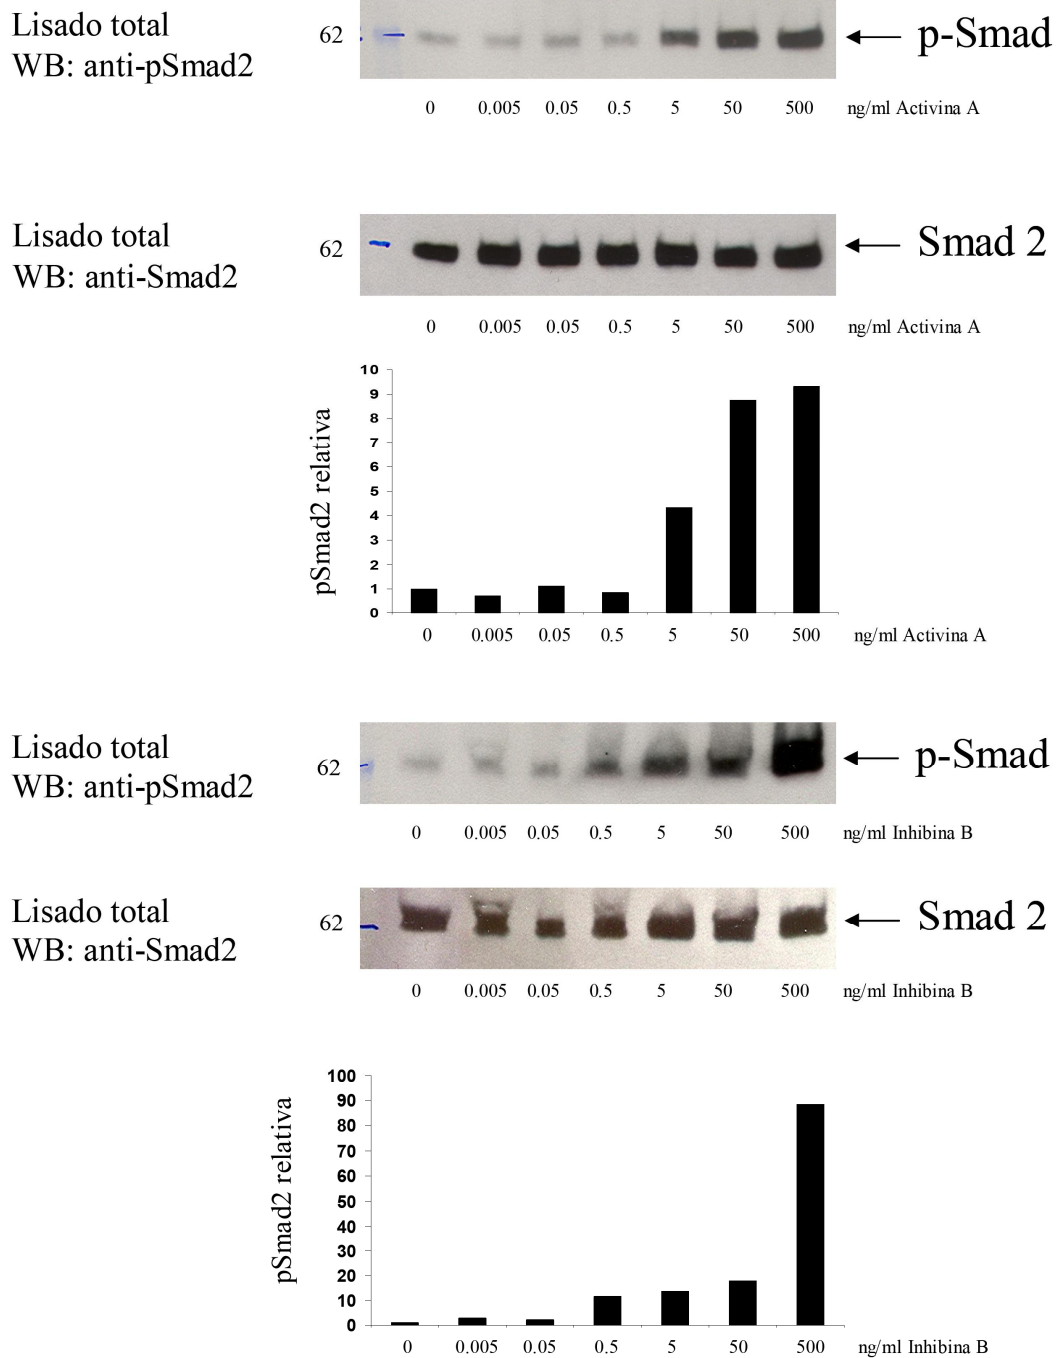 Lisado total
WB: anti-pSmad2
62
p-Smad
0 0.005 0.05 0.5 5 50 500 ng/ml Activina A
Lisado total
WB: anti-Smad2
62
Smad 2
0 0.005 0.05 0.5 5 50 500 ng/ml Activina A
pSmad2 relativa
10
9
8
7
6
5
4
3
2
1
0
0 0.005 0.05 0.5 5 50 500 ng/ml Activina A
Lisado total
WB: anti-pSmad2
62
p-Smad
0 0.005 0.05 0.5 5 50 500 ng/ml Inhibina B
Lisado total
WB: anti-Smad2
62
Smad 2
0 0.005 0.05 0.5 5 50 500 ng/ml Inhibina B
pSmad2 relativa
100
90
80
70
60
50
40
30
20
10
0
0 0.005 0.05 0.5 5 50 500 ng/ml Inhibina B